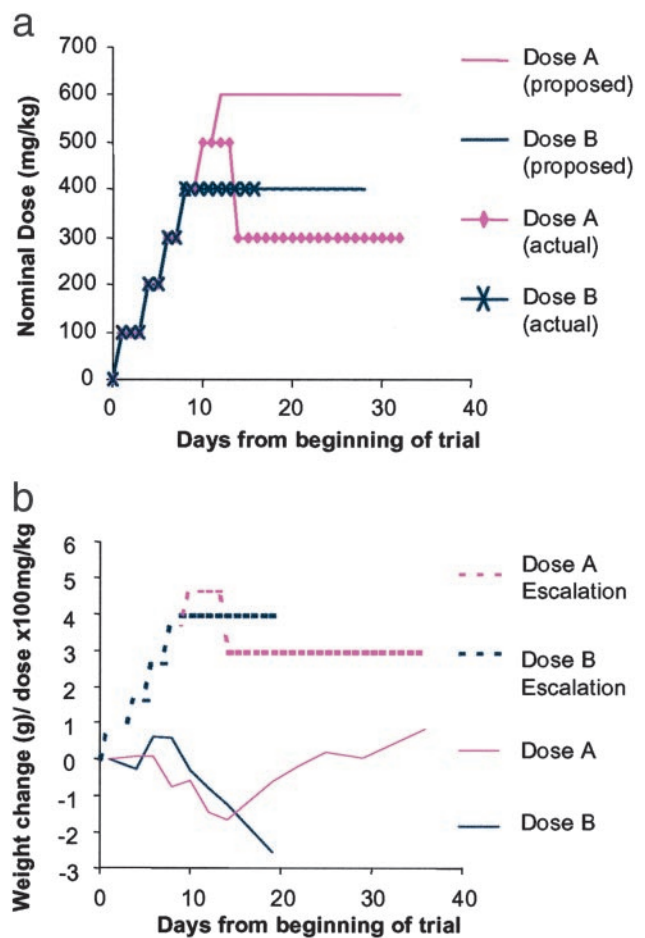 a
700
600
500
400
300
200
100
0
0 10 20 30 40
Nominal Dose (mg/kg)
Days from beginning of trial
Dose A
(proposed)
Dose B
(proposed)
Dose A
(actual)
Dose B
(actual)
b
6
5
4
3
2
1
0
-1
-2
-3
0 10 20 30 40
Weight change (g)/ dose x100mg/kg
Days from beginning of trial
Dose A
Escalation
Dose B
Escalation
Dose A
Dose B